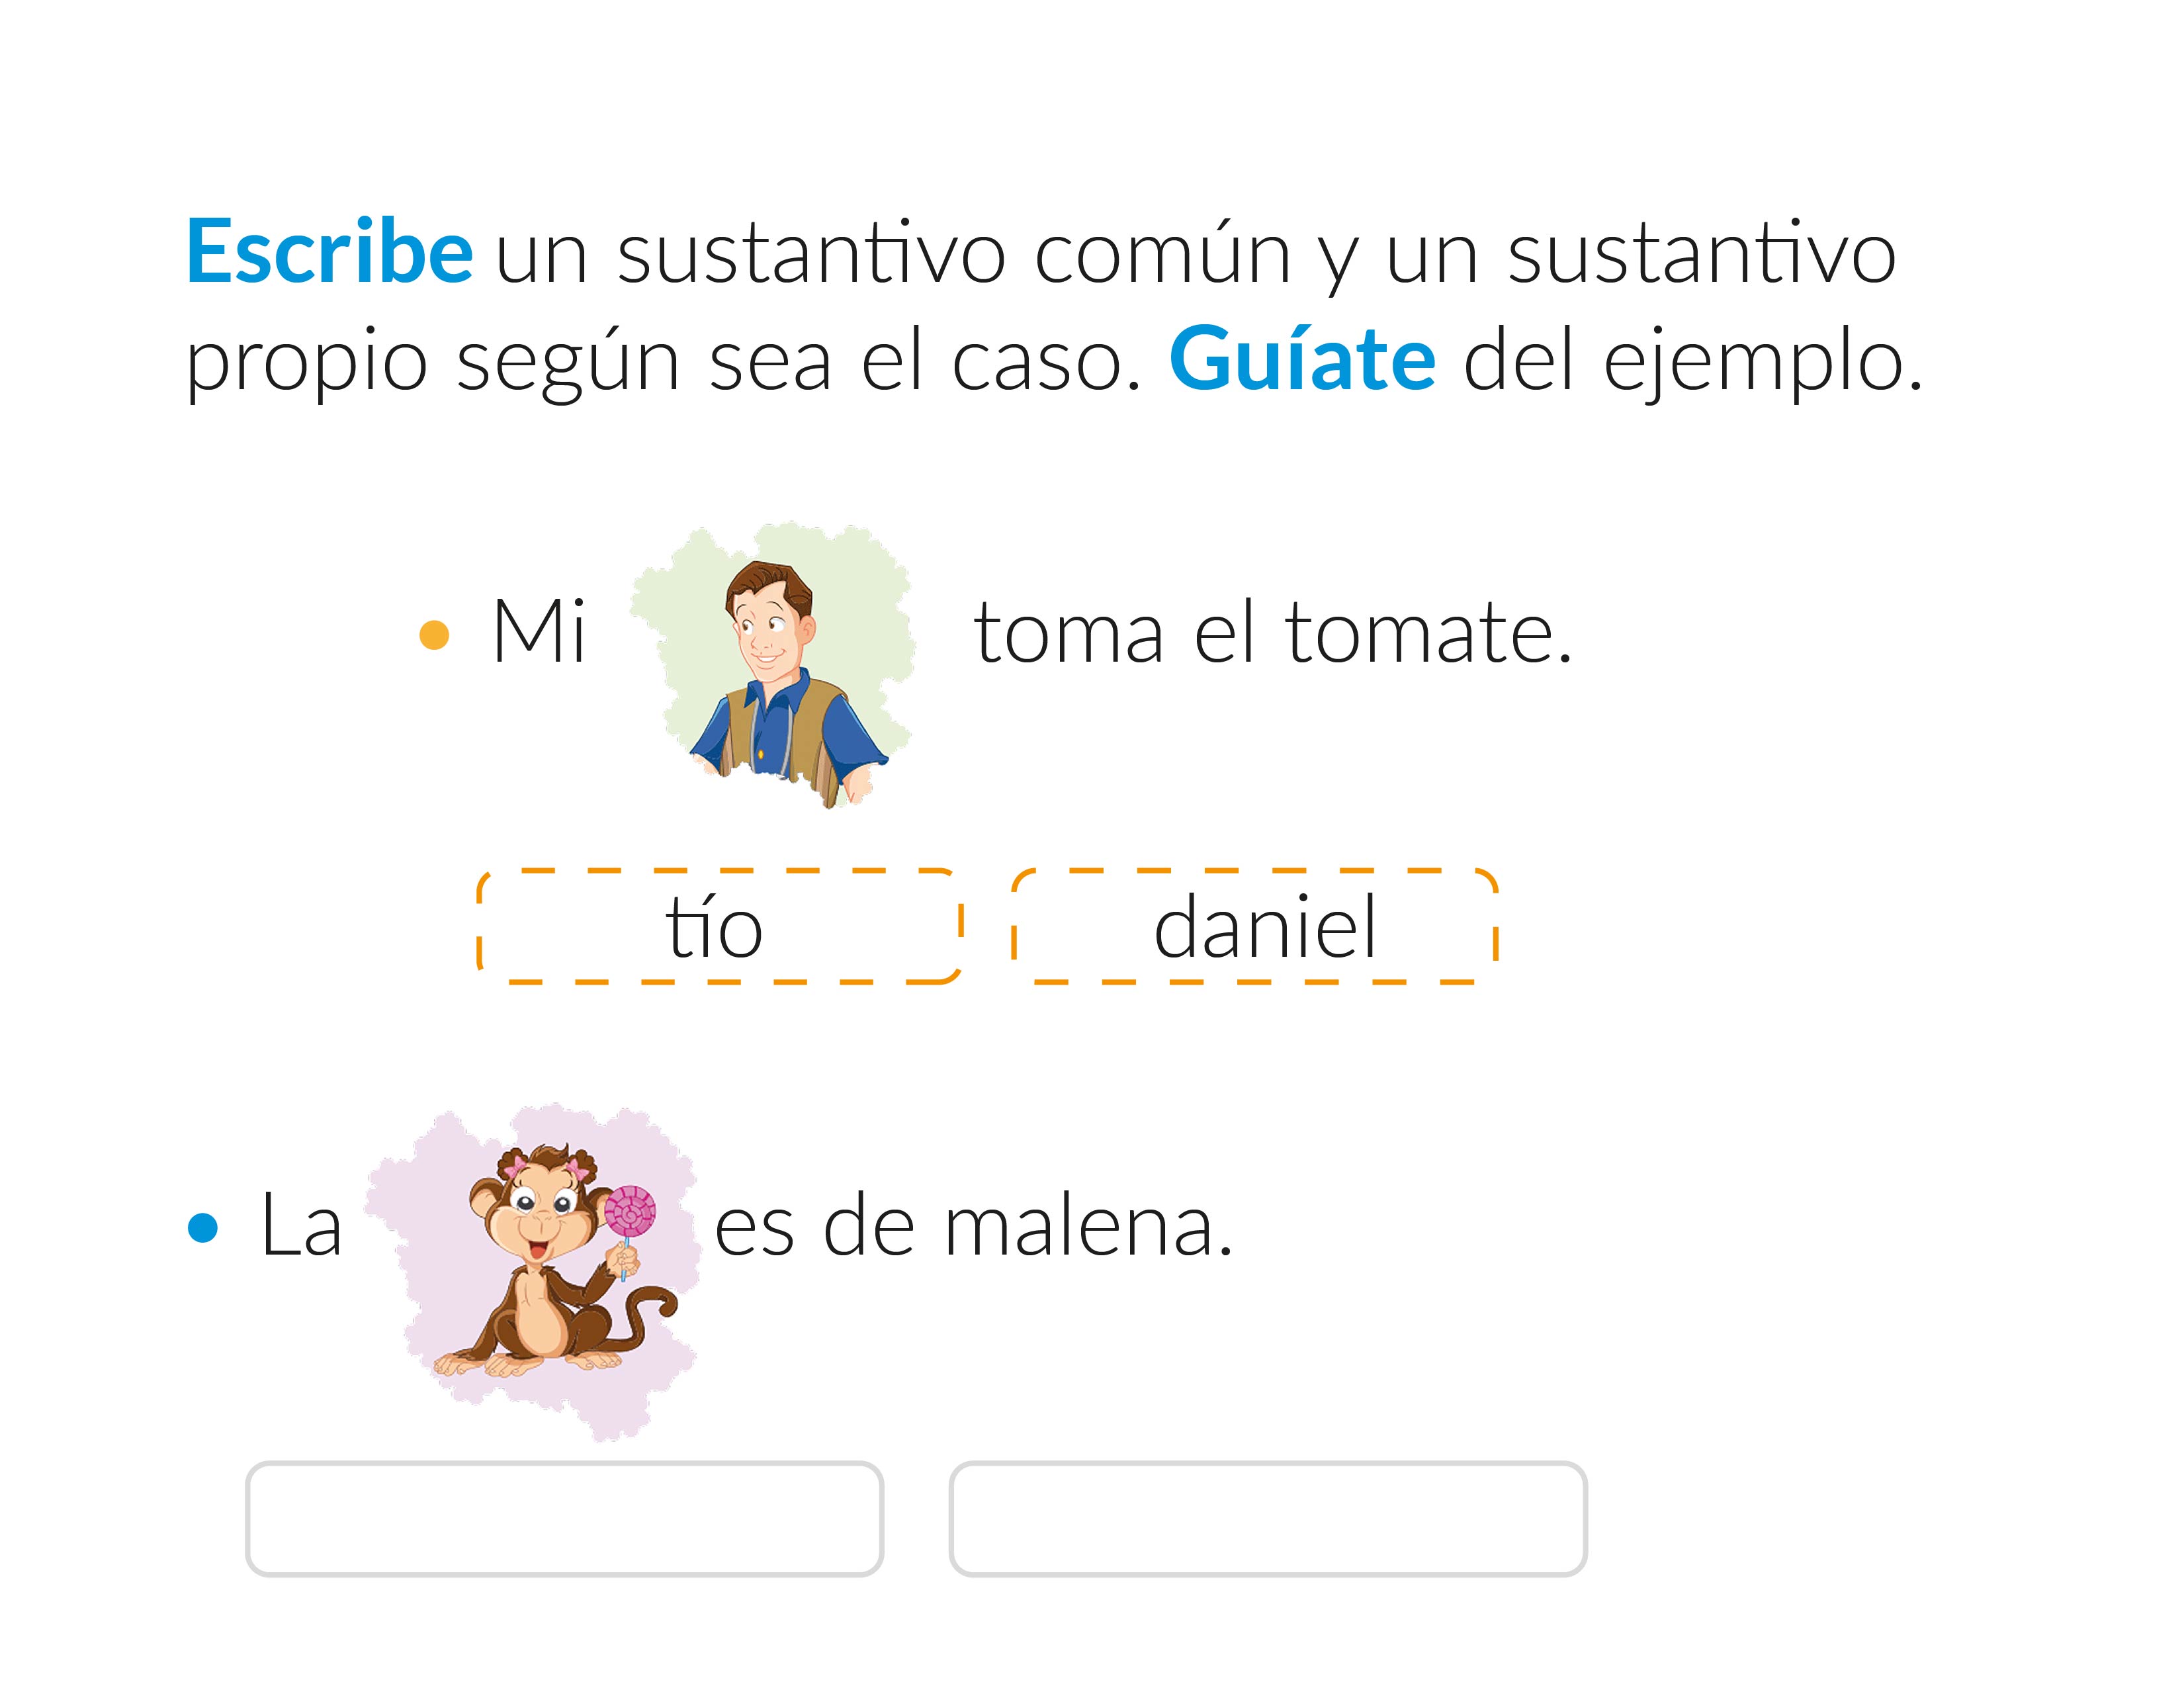 Escribe un sustantivo común y un sustantivo
propio según sea el caso. Guíate del ejemplo.
• Mi toma el tomate.
tío daniel
• La es de malena.